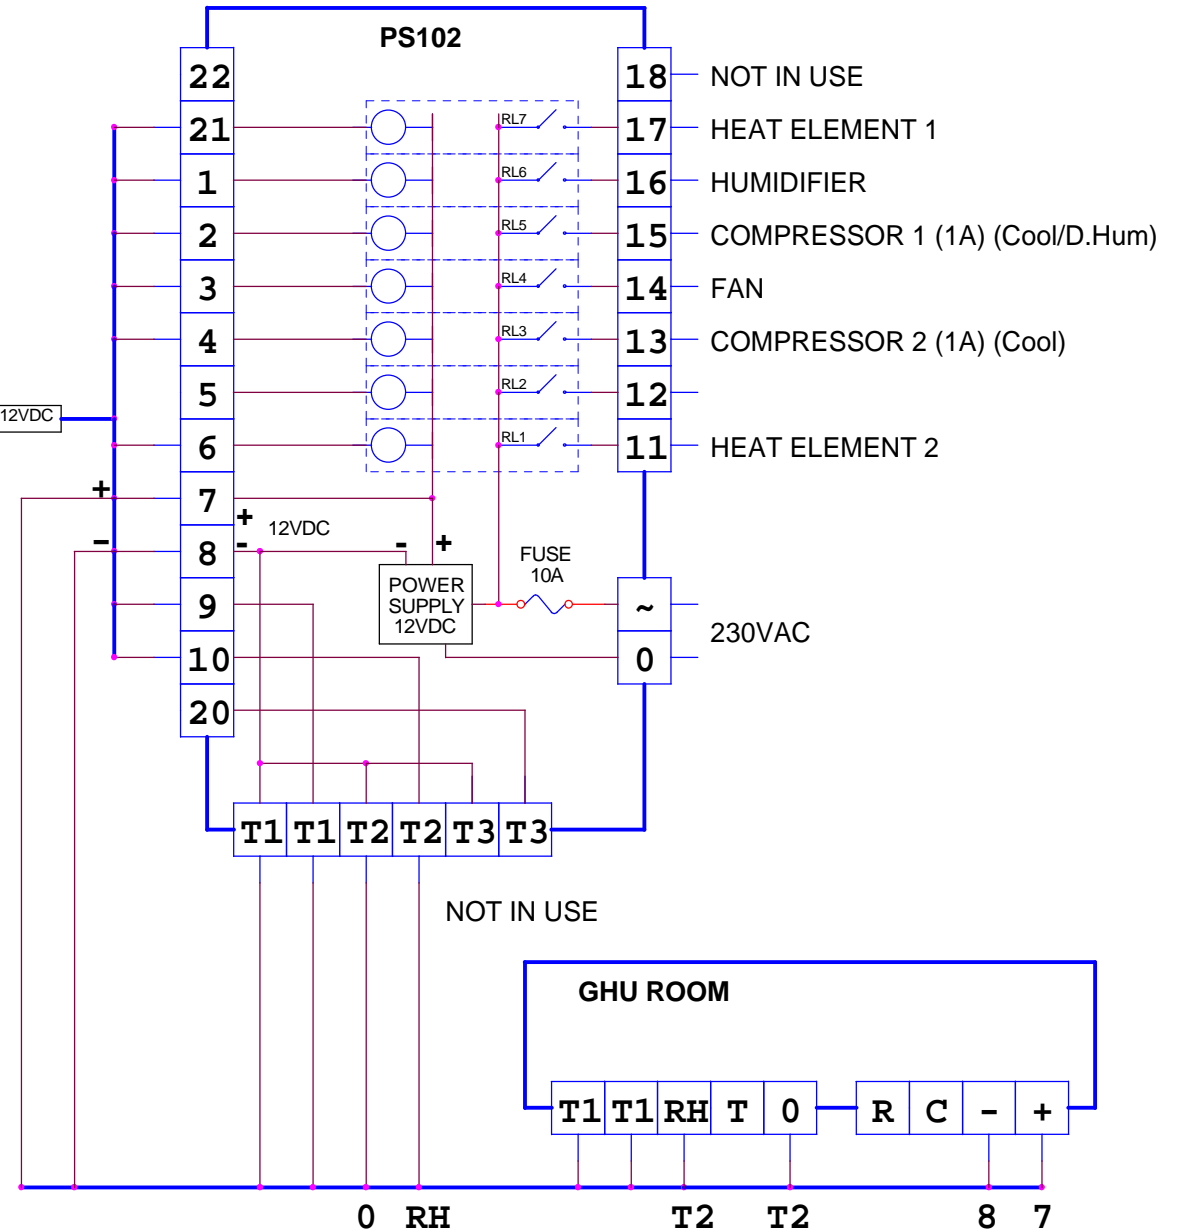 PS102
22
18 NOT IN USE
21 RL7 17 HEAT ELEMENT 1
1 RL6 16 HUMIDIFIER
2 RL5 15 COMPRESSOR 1 (1A) (Cool/D.Hum)
3 RL4 14 FAN
4 RL3 13 COMPRESSOR 2 (1A) (Cool)
5 RL2 12
12VDC
6 RL1 11 HEAT ELEMENT 2
+ 7
+ 12VDC
- 8 - - +
FUSE
10A
POWER
SUPPLY
12VDC
9 ~
230VAC
10 0
20
T1 T1 T2 T2 T3 T3
NOT IN USE
GHU ROOM
T1 T1 RH T 0 R C - +
0 RH T2 T2 8 7